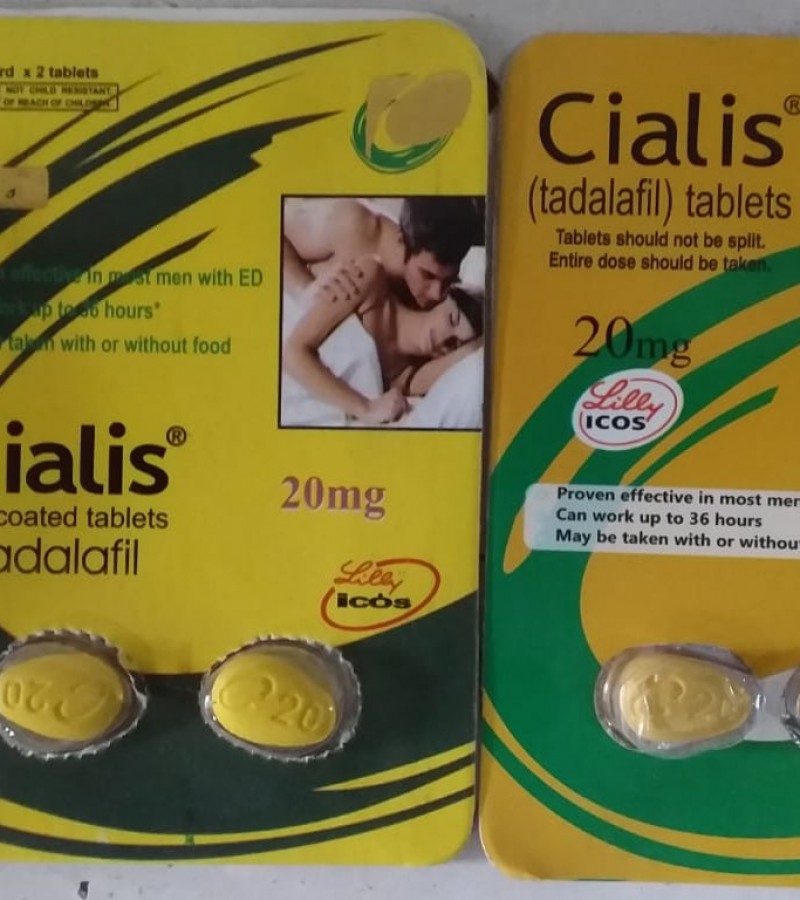 rd x 2 tablets
NOT CHILD RESISTANT
OF REACH OF CHILDREN
effective in most men with ED
up to 36 hours*
taken with or without food
ialis®
coated tablets
adalafil
20mg
Lilly
icos
C 20
C 20
Cialis®
(tadalafil) tablets
Tablets should not be split.
Entire dose should be taken.
20mg
Lilly
ICOS
Proven effective in most men
Can work up to 36 hours
May be taken with or without
C 20